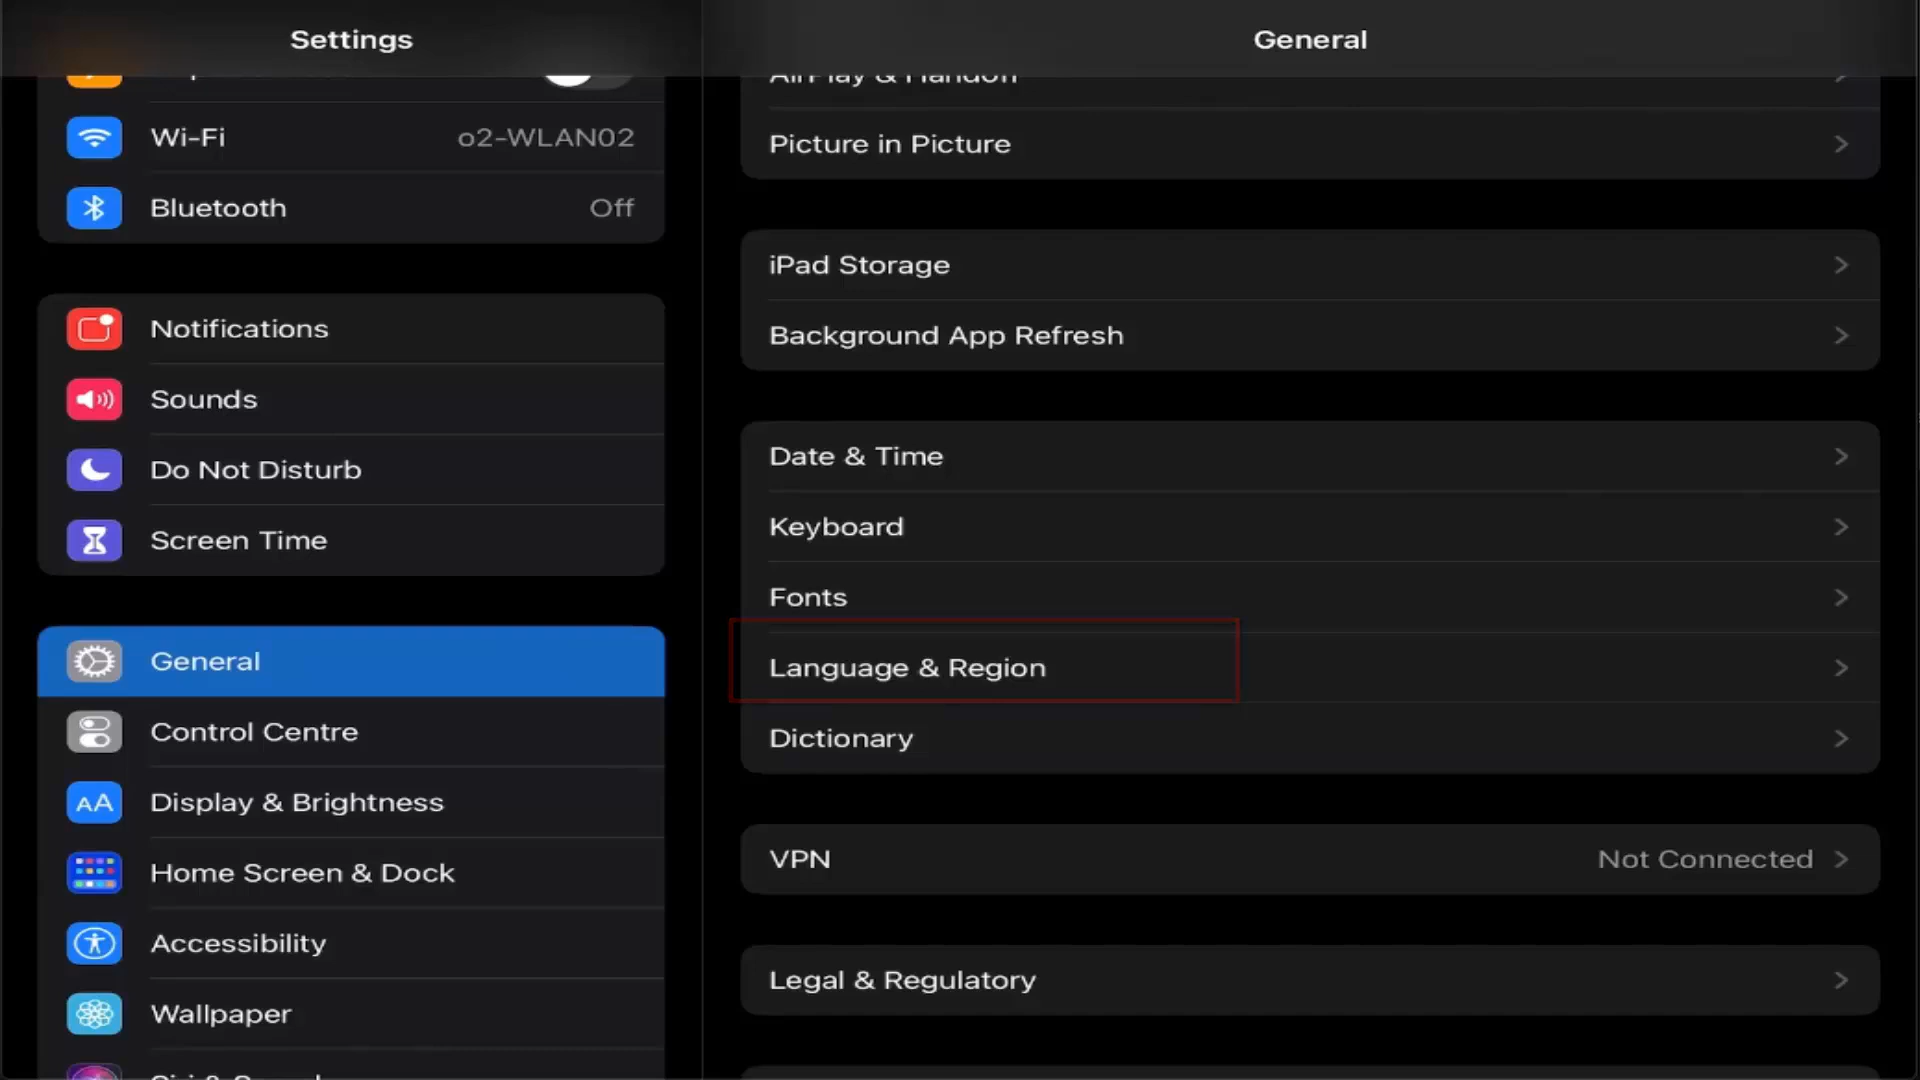 Settings
Wi-Fi o2-WLAN02
Bluetooth Off
Notifications
Sounds
Do Not Disturb
Screen Time
General
Control Centre
Display & Brightness
Home Screen & Dock
Accessibility
Wallpaper
General
AirPlay & Handoff
Picture in Picture
iPad Storage
Background App Refresh
Date & Time
Keyboard
Fonts
Language & Region
Dictionary
VPN Not Connected
Legal & Regulatory